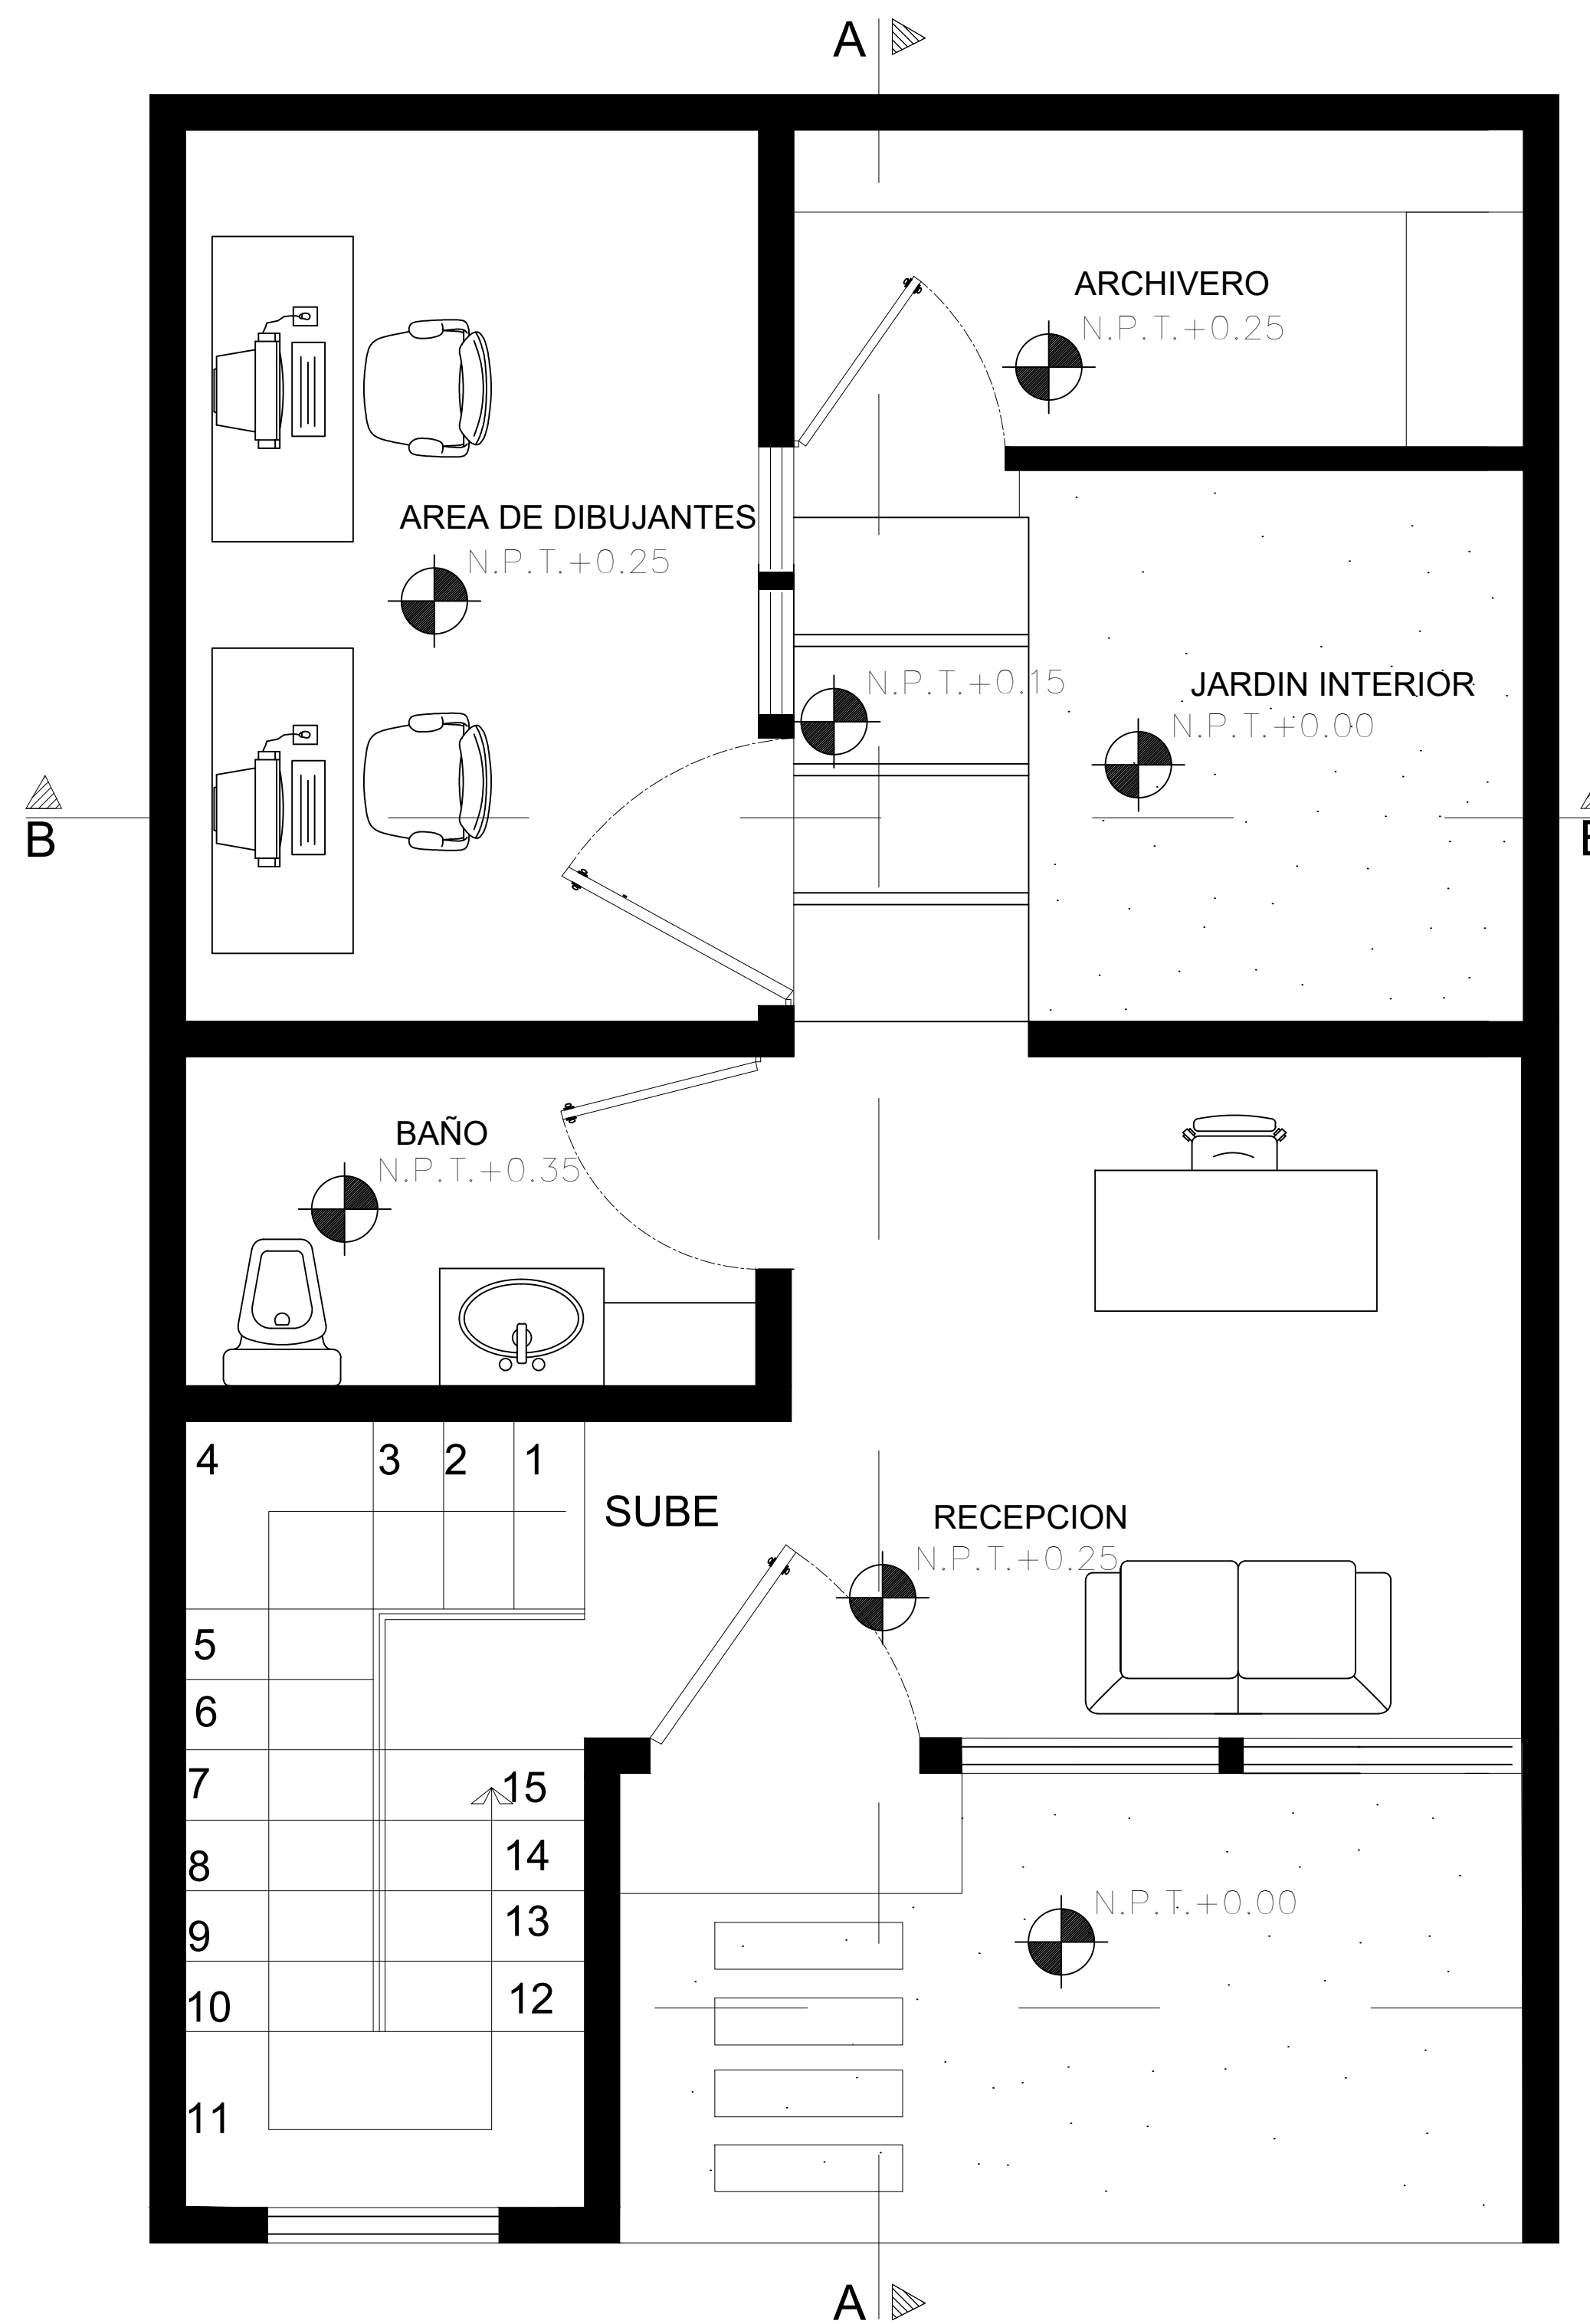 A
ARCHIVERO
N.P.T.+0.25
AREA DE DIBUJANTES
N.P.T.+0.25
N.P.T.+0.15
JARDIN INTERIOR
N.P.T.+0.00
B
BAÑO
N.P.T.+0.35
4
3
2
1
SUBE
RECEPCION
N.P.T.+0.25
5
6
7
15
8
14
9
13
10
12
N.P.T.+0.00
11
A